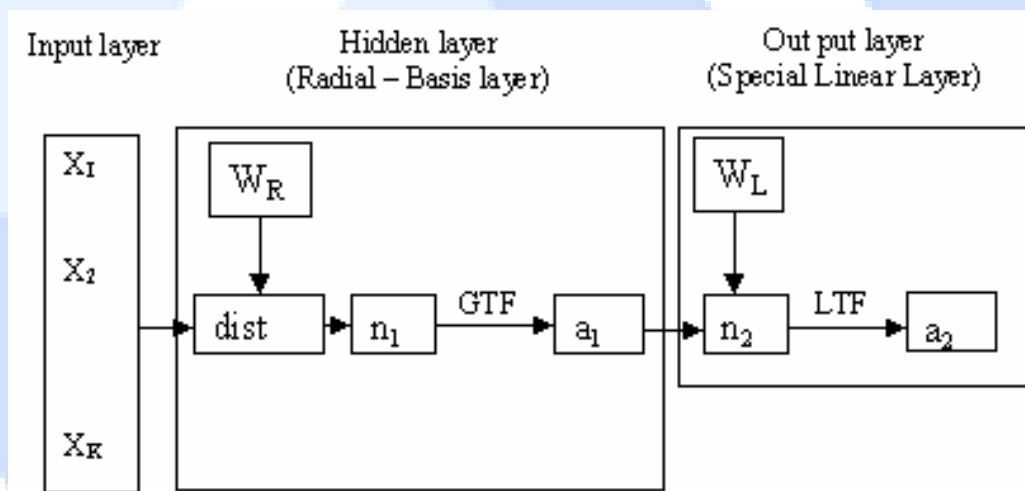 Input layer
Hidden layer
(Radial – Basis layer)
Out put layer
(Special Linear Layer)
X1
X2
XK
WR
dist
n1
GTF
a1
WL
n2
LTF
a2